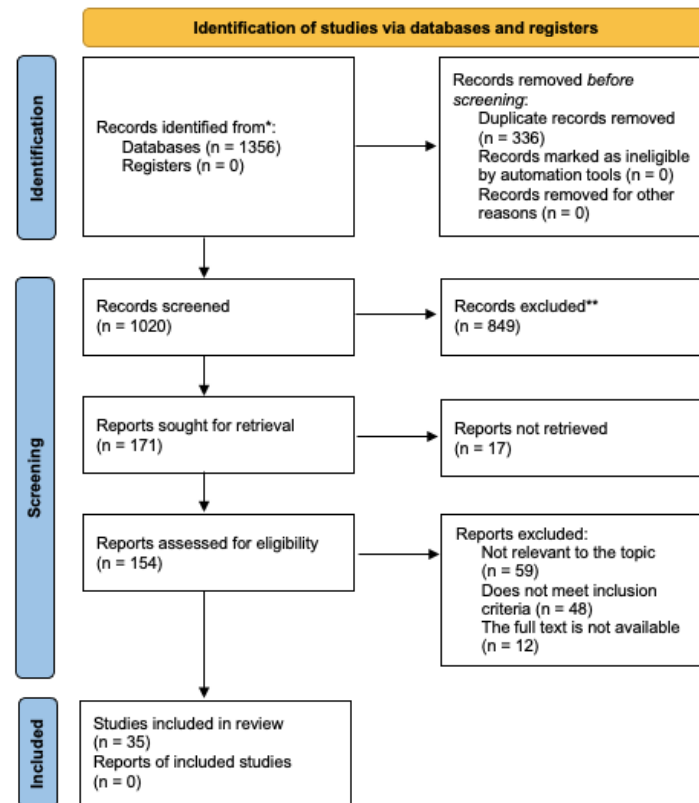 Identification of studies via databases and registers
Identification
Records identified from*:
Databases (n = 1356)
Registers (n = 0)
Records removed before
screening:
Duplicate records removed
(n = 336)
Records marked as ineligible
by automation tools (n = 0)
Records removed for other
reasons (n = 0)
Screening
Records screened
(n = 1020)
Records excluded**
(n = 849)
Reports sought for retrieval
(n = 171)
Reports not retrieved
(n = 17)
Reports assessed for eligibility
(n = 154)
Reports excluded:
Not relevant to the topic
(n = 59)
Does not meet inclusion
criteria (n = 48)
The full text is not available
(n = 12)
Included
Studies included in review
(n = 35)
Reports of included studies
(n = 0)